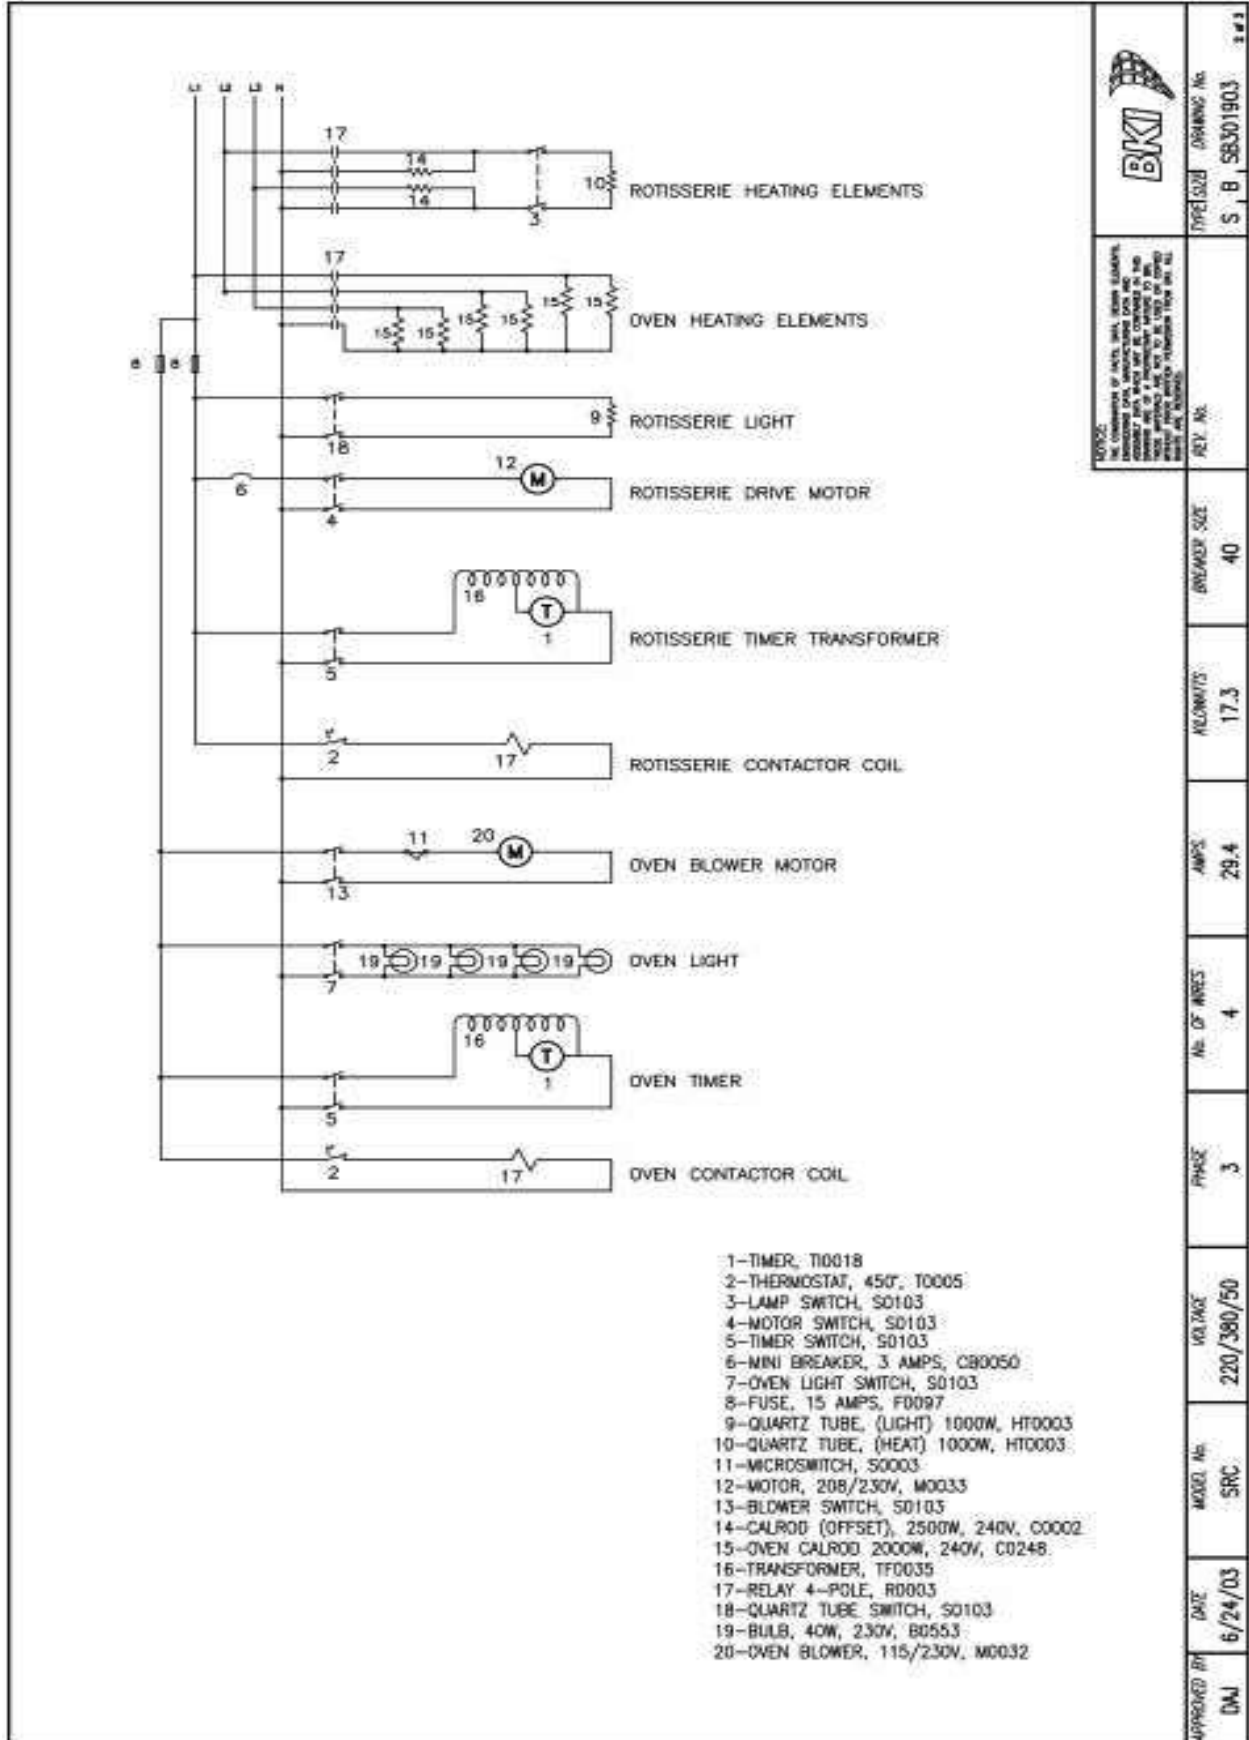 L1 L2 L3 N
17
14
14
10
3
ROTISSERIE HEATING ELEMENTS
17
15 15 15 15 15 15
OVEN HEATING ELEMENTS
8 8
9
18
ROTISSERIE LIGHT
12
M
6
4
ROTISSERIE DRIVE MOTOR
16
T
1
5
ROTISSERIE TIMER TRANSFORMER
2
17
ROTISSERIE CONTACTOR COIL
11
20
M
13
OVEN BLOWER MOTOR
19 19 19 19
7
OVEN LIGHT
16
T
1
5
OVEN TIMER
2
17
OVEN CONTACTOR COIL
1-TIMER, TI0018
2-THERMOSTAT, 450°, T0005
3-LAMP SWITCH, S0103
4-MOTOR SWITCH, S0103
5-TIMER SWITCH, S0103
6-MINI BREAKER, 3 AMPS, CB0050
7-OVEN LIGHT SWITCH, S0103
8-FUSE, 15 AMPS, F0097
9-QUARTZ TUBE, (LIGHT) 1000W, HT0003
10-QUARTZ TUBE, (HEAT) 1000W, HT0003
11-MICROSWITCH, S0003
12-MOTOR, 208/230V, M0033
13-BLOWER SWITCH, S0103
14-CALROD (OFFSET), 2500W, 240V, C0002
15-OVEN CALROD 2000W, 240V, C0248
16-TRANSFORMER, TF0035
17-RELAY 4-POLE, R0003
18-QUARTZ TUBE SWITCH, S0103
19-BULB, 40W, 230V, B0553
20-OVEN BLOWER, 115/230V, M0032
APPROVED BY
DAJ
DATE
6/24/03
MODEL No.
SRC
VOLTAGE
220/380/50
PHASE
3
No. OF WIRES
4
AMPS
29.4
KILOWATTS
17.3
BREAKER SIZE
40
REV. No.
TYPE SIZE DRAWING No.
S B SB301903
NOTICE:
BKI